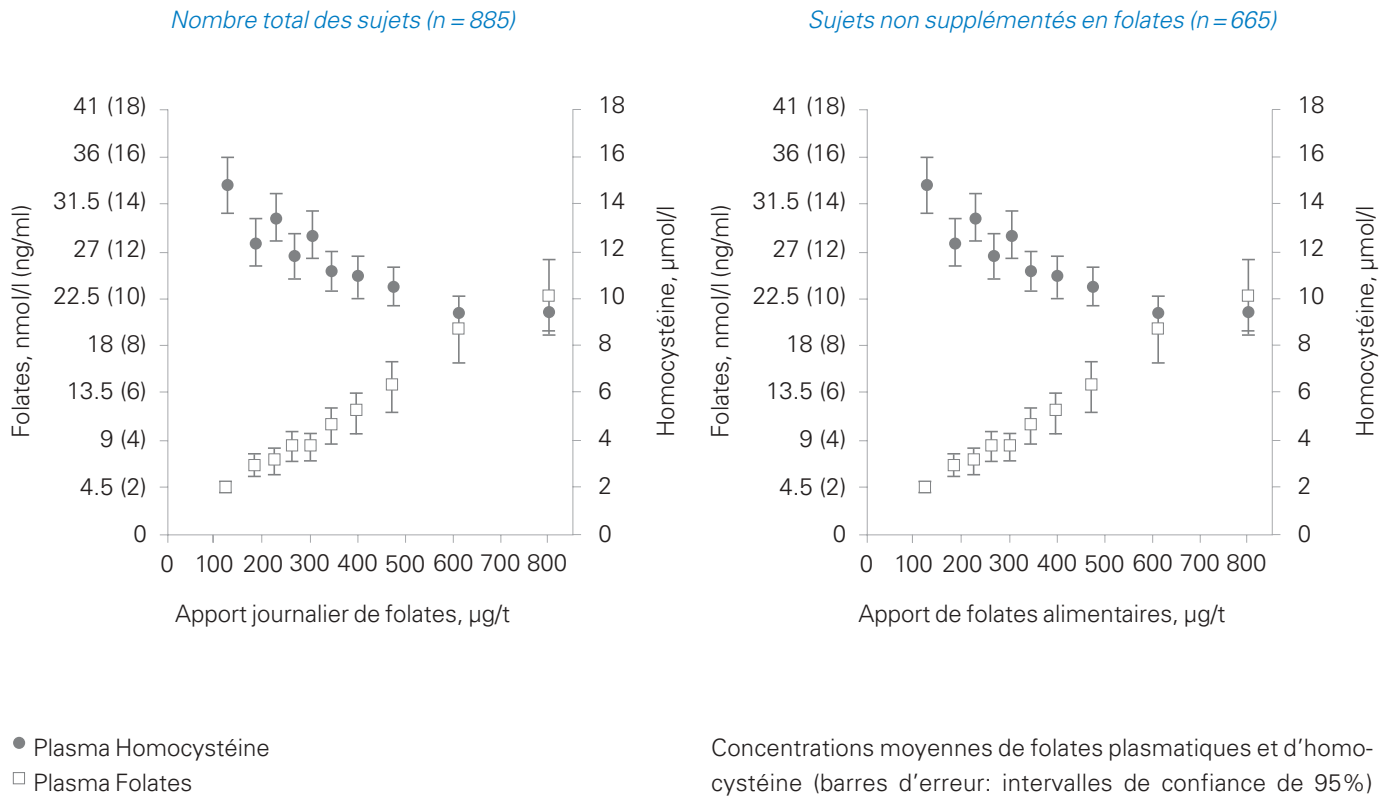 Nombre total des sujets (n = 885)
Folates, nmol/l (ng/ml)
41 (18)
36 (16)
31.5 (14)
27 (12)
22.5 (10)
18 (8)
13.5 (6)
9 (4)
4.5 (2)
0
18
16
14
12
10
8
6
4
2
0
Homocystéine, µmol/l
0 100 200 300 400 500 600 700 800
Apport journalier de folates, µg/t
Sujets non supplémentés en folates (n = 665)
Folates, nmol/l (ng/ml)
41 (18)
36 (16)
31.5 (14)
27 (12)
22.5 (10)
18 (8)
13.5 (6)
9 (4)
4.5 (2)
0
18
16
14
12
10
8
6
4
2
0
Homocystéine, µmol/l
0 100 200 300 400 500 600 700 800
Apport de folates alimentaires, µg/t
Plasma Homocystéine
Plasma Folates
Concentrations moyennes de folates plasmatiques et d'homo-
cystéine (barres d'erreur: intervalles de confiance de 95%)